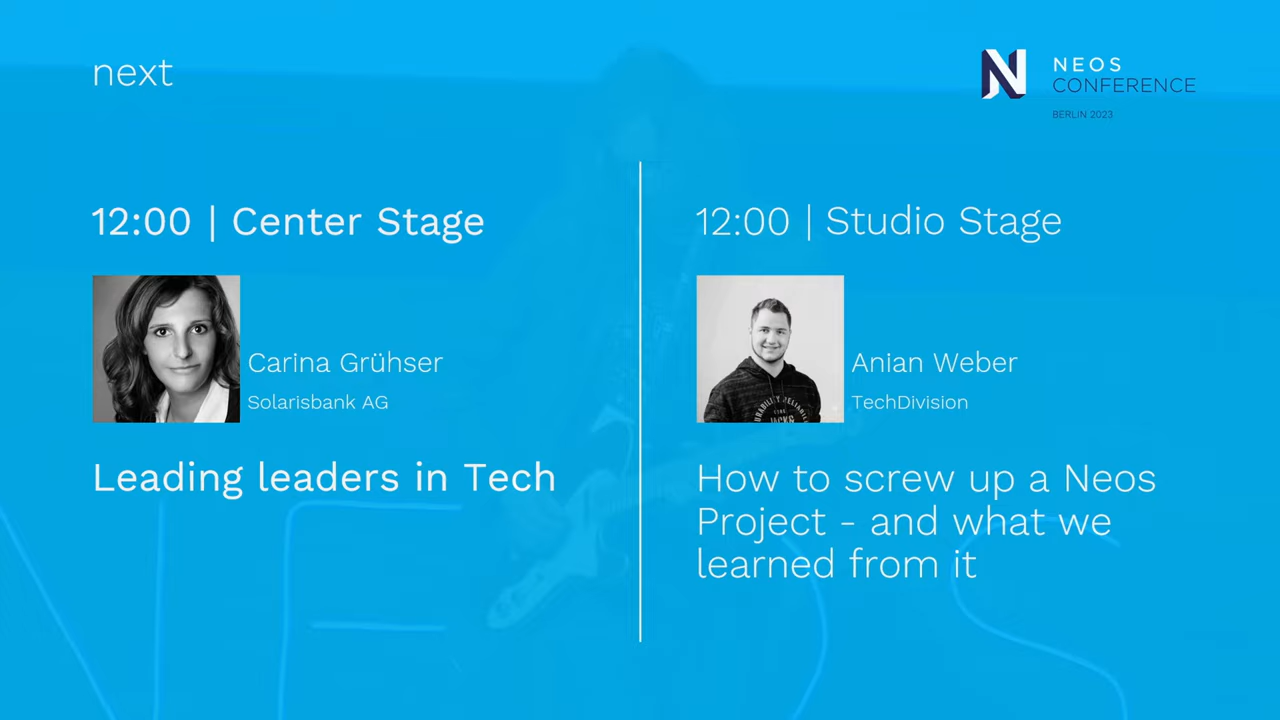 next
NEOS
CONFERENCE
BERLIN 2023
12:00 | Center Stage
Carina Grühser
Solarisbank AG
Leading leaders in Tech
12:00 | Studio Stage
Anian Weber
TechDivision
How to screw up a Neos
Project - and what we
learned from it